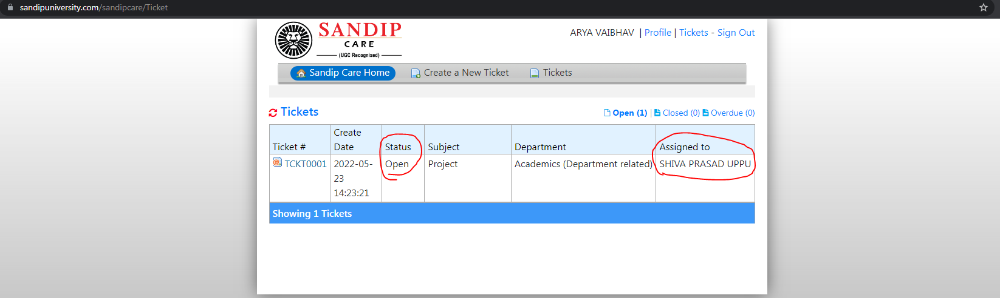 sandipuniversity.com/sandipcare/Ticket
SANDIP
CARE
(UGC Recognised)
ARYA VAIBHAV | Profile | Tickets - Sign Out
Sandip Care Home Create a New Ticket Tickets
Tickets
Open (1) | Closed (0) Overdue (0)
Ticket # Create Date Status Subject Department Assigned to
TCKT0001 2022-05-23 14:23:21 Open Project Academics (Department related) SHIVA PRASAD UPPU
Showing 1 Tickets